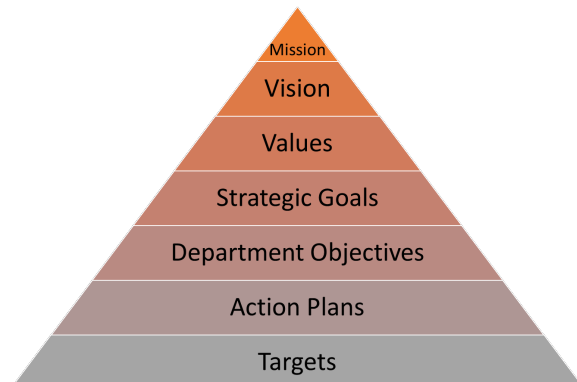 Mission
Vision
Values
Strategic Goals
Department Objectives
Action Plans
Targets